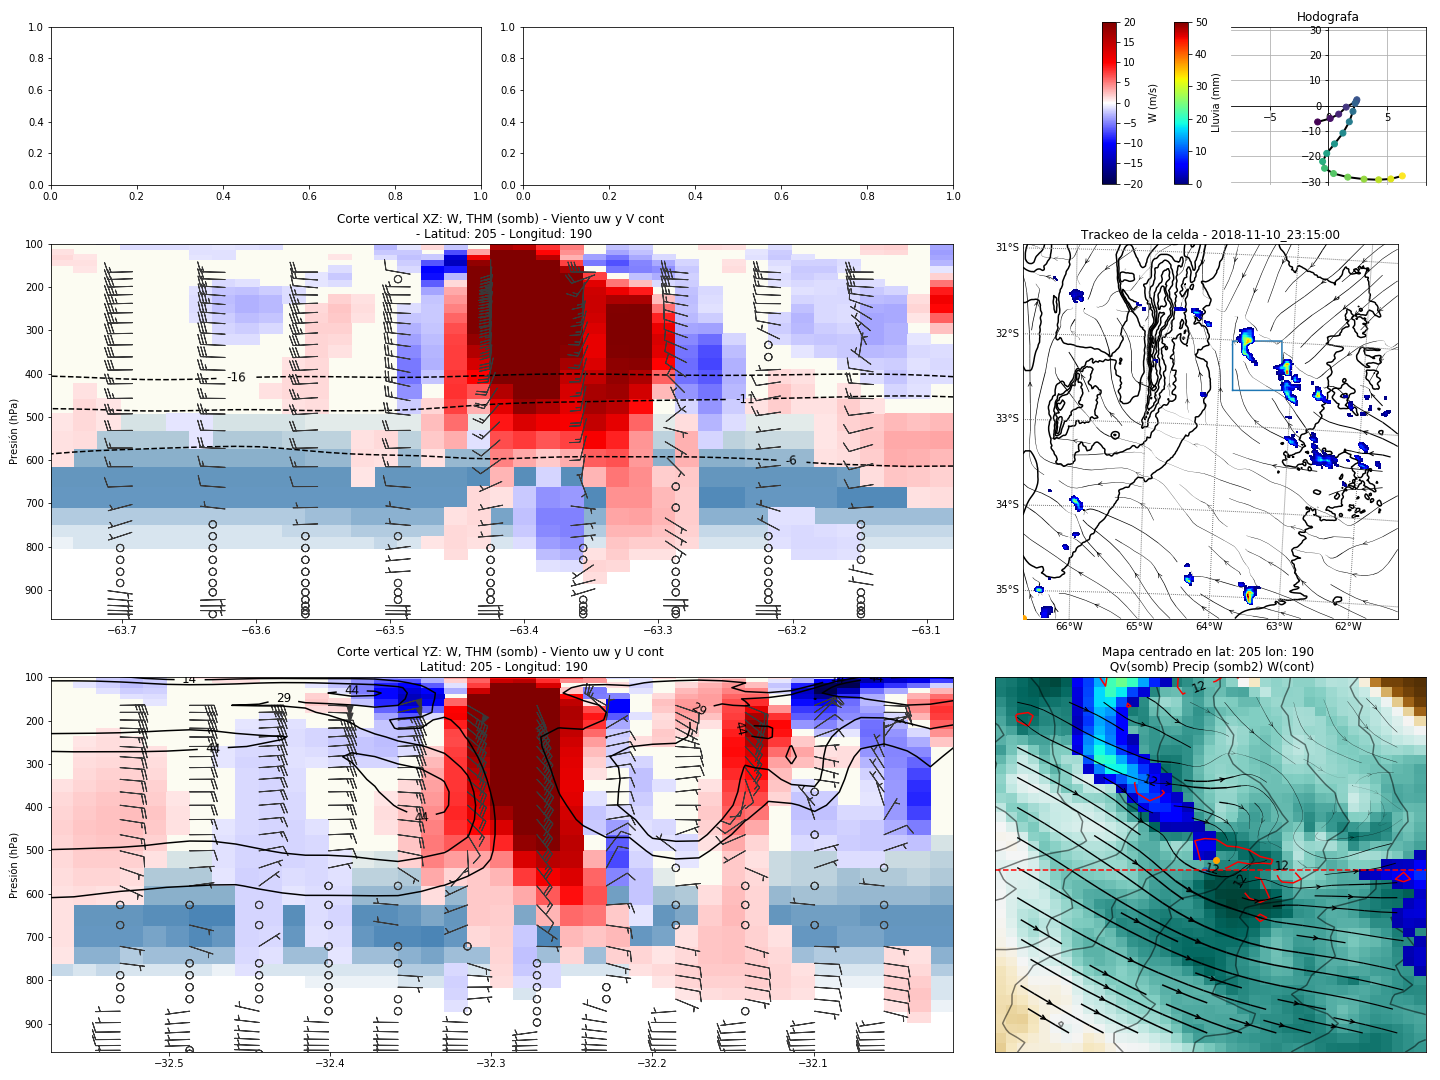 1.0
0.8
0.6
0.4
0.2
0.0
0.0 0.2 0.4 0.6 0.8 1.0
1.0
0.8
0.6
0.4
0.2
0.0
0.0 0.2 0.4 0.6 0.8 1.0
20
15
10
5
0
−5
−10
−15
−20
W (m/s)
50
40
30
20
10
0
Lluvia (mm)
Hodografa
30
20
10
0
−10
−20
−30
−5 0 5
Corte vertical XZ: W, THM (somb) - Viento uw y V cont
- Latitud: 205 - Longitud: 190
Presión (hPa)
100
200
300
400
500
600
700
800
900
-16
-11
-6
−63.7 −63.6 −63.5 −63.4 −63.3 −63.2 −63.1
Trackeo de la celda - 2018-11-10_23:15:00
31°S
32°S
33°S
34°S
35°S
66°W 65°W 64°W 63°W 62°W
Corte vertical YZ: W, THM (somb) - Viento uw y U cont
Latitud: 205 - Longitud: 190
Presión (hPa)
100
200
300
400
500
600
700
800
900
14
29
44
44
44
29
44
−32.5 −32.4 −32.3 −32.2 −32.1
Mapa centrado en lat: 205 lon: 190
Qv(somb) Precip (somb2) W(cont)
12
12
12
12
12